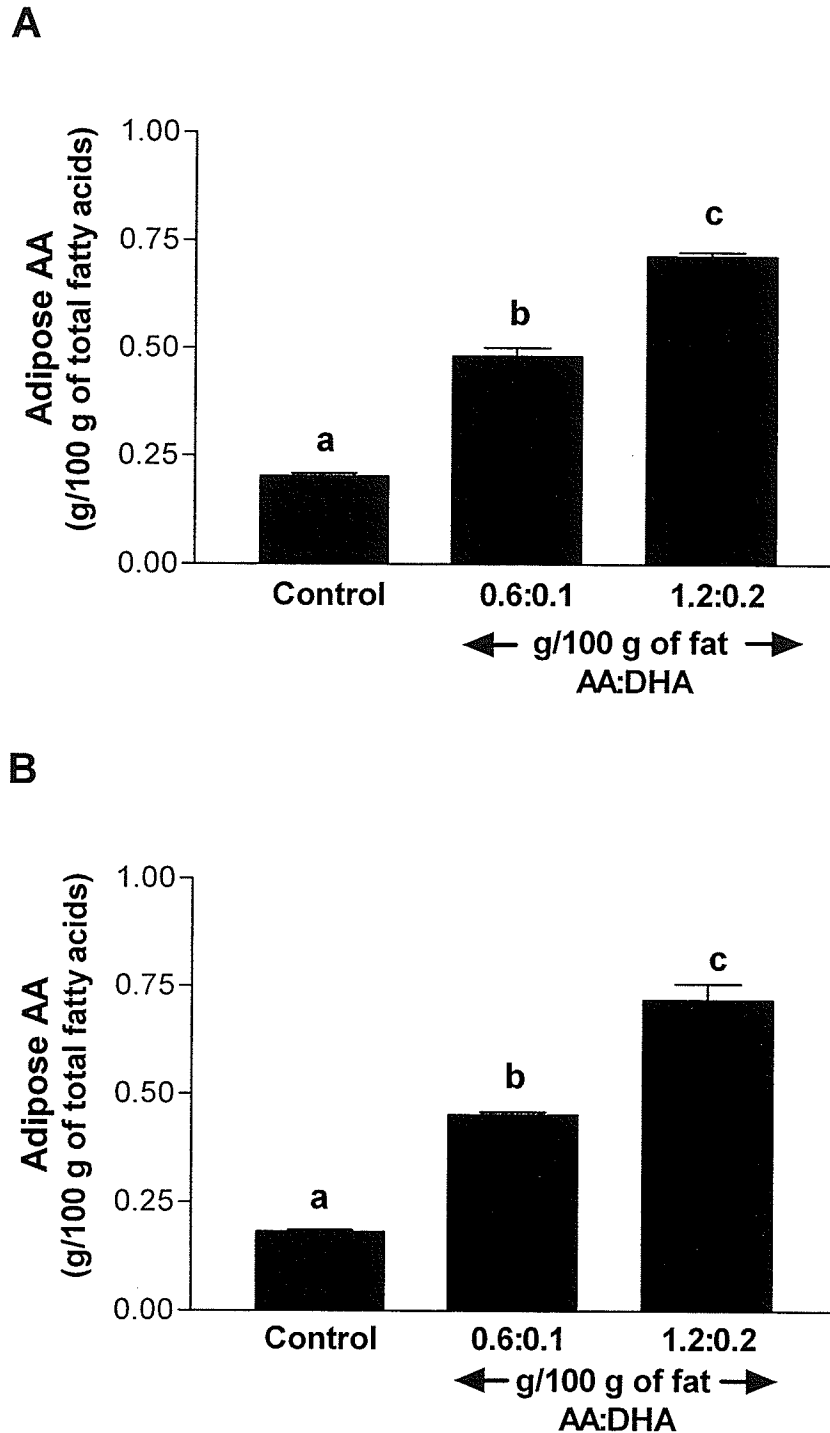 A
Adipose AA
(g/100 g of total fatty acids)
1.00
0.75
0.50
0.25
0.00
a
b
c
Control
0.6:0.1
1.2:0.2
g/100 g of fat
AA:DHA
B
Adipose AA
(g/100 g of total fatty acids)
1.00
0.75
0.50
0.25
0.00
a
b
c
Control
0.6:0.1
1.2:0.2
g/100 g of fat
AA:DHA